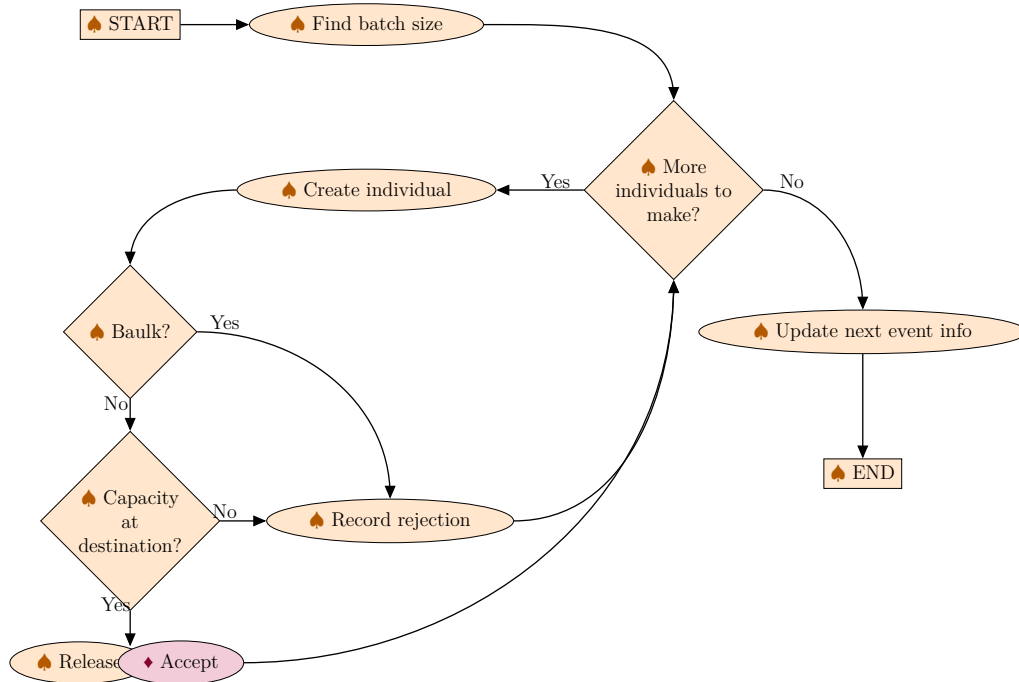 ♠ START
♠ Find batch size
♠ More
individuals to
make?
Yes
No
♠ Create individual
♠ Baulk?
Yes
No
♠ Update next event info
♠ Capacity
at
destination?
No
Yes
♠ Record rejection
♠ END
♠ Release
♦ Accept